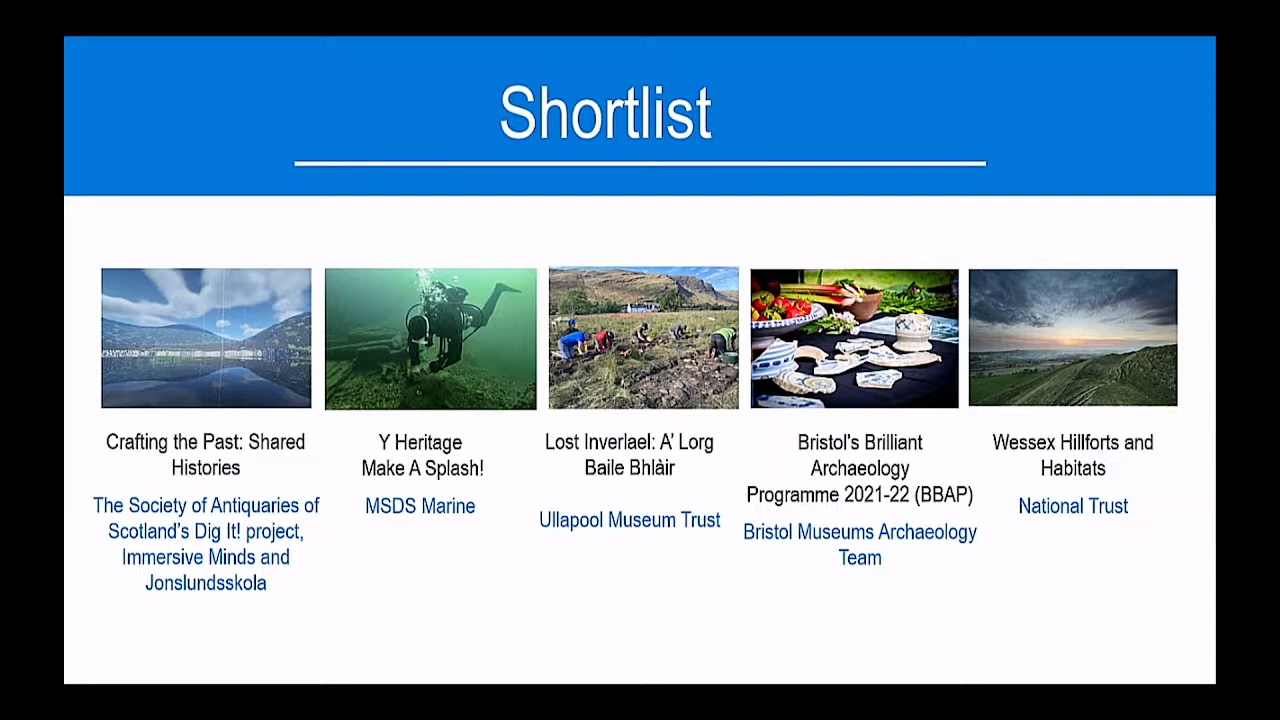 Shortlist
Crafting the Past: Shared
Histories
The Society of Antiquaries of
Scotland's Dig It! project,
Immersive Minds and
Jonslundsskola
Y Heritage
Make A Splash!
MSDS Marine
Lost Inverlael: A' Lorg
Baile Bhlàir
Ullapool Museum Trust
Bristol's Brilliant
Archaeology
Programme 2021-22 (BBAP)
Bristol Museums Archaeology
Team
Wessex Hillforts and
Habitats
National Trust